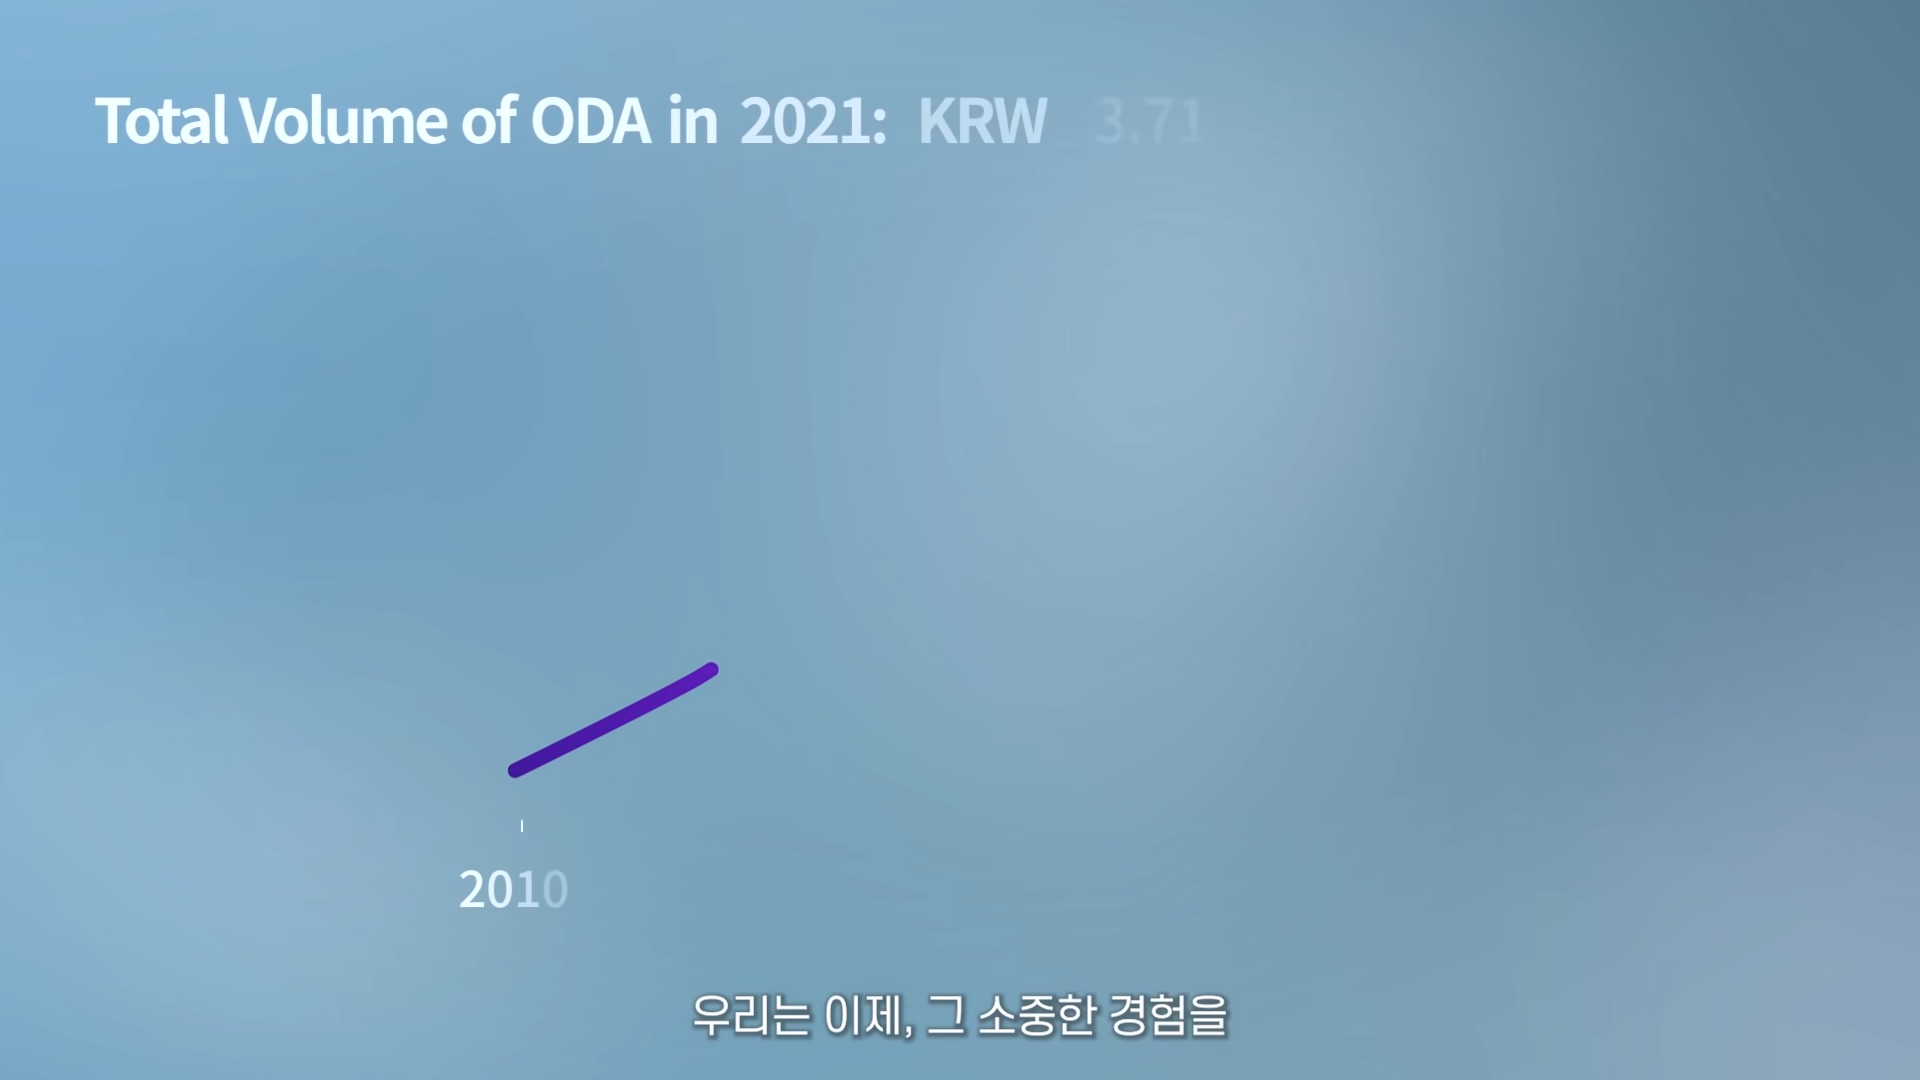 Total Volume of ODA in 2021: KRW 3.71
2010
우리는 이제, 그 소중한 경험을